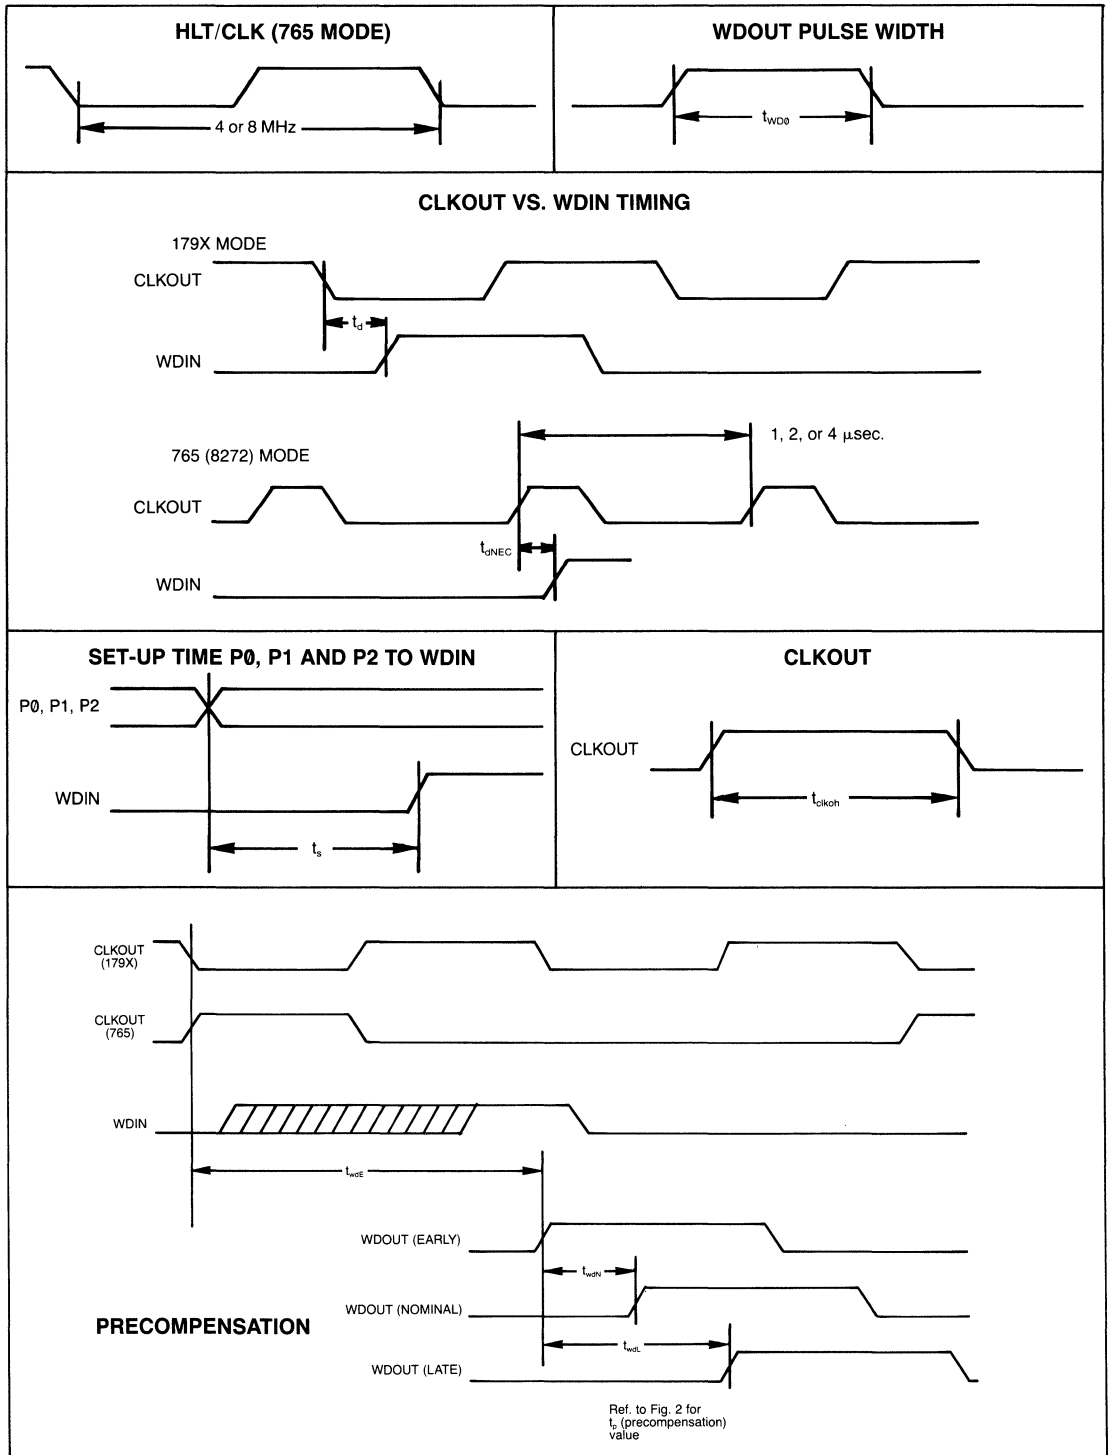 HLT/CLK (765 MODE)
4 or 8 MHz
WDOUT PULSE WIDTH
tWDØ
CLKOUT VS. WDIN TIMING
179X MODE
CLKOUT
td
WDIN
1, 2, or 4 μsec.
765 (8272) MODE
CLKOUT
tdNEC
WDIN
SET-UP TIME PØ, P1 AND P2 TO WDIN
PØ, P1, P2
WDIN
ts
CLKOUT
CLKOUT
tclkoh
CLKOUT
(179X)
CLKOUT
(765)
WDIN
twdE
WDOUT (EARLY)
twdN
WDOUT (NOMINAL)
PRECOMPENSATION
twdL
WDOUT (LATE)
Ref. to Fig. 2 for
tp (precompensation)
value